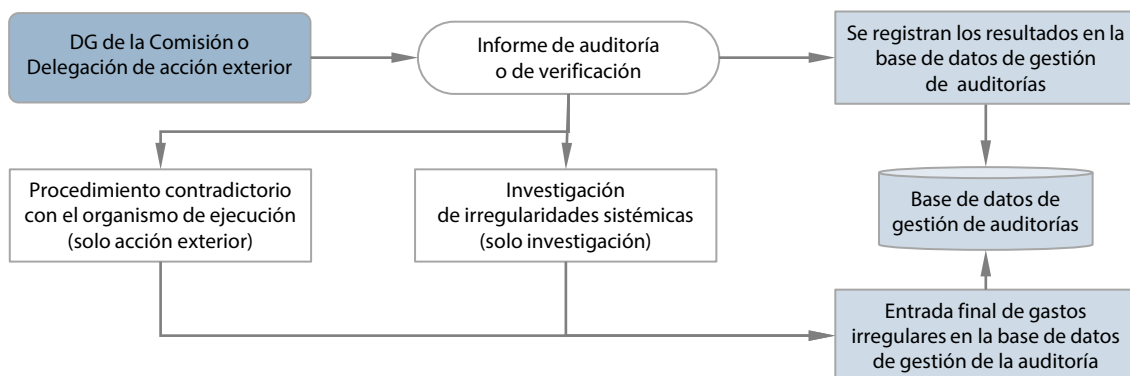 DG de la Comisión o
Delegación de acción exterior
Informe de auditoría
o de verificación
Se registran los resultados en la
base de datos de gestión
de auditorías
Procedimiento contradictorio
con el organismo de ejecución
(solo acción exterior)
Investigación
de irregularidades sistémicas
(solo investigación)
Base de datos de
gestión de auditorías
Entrada final de gastos
irregulares en la base de datos
de gestión de la auditoría